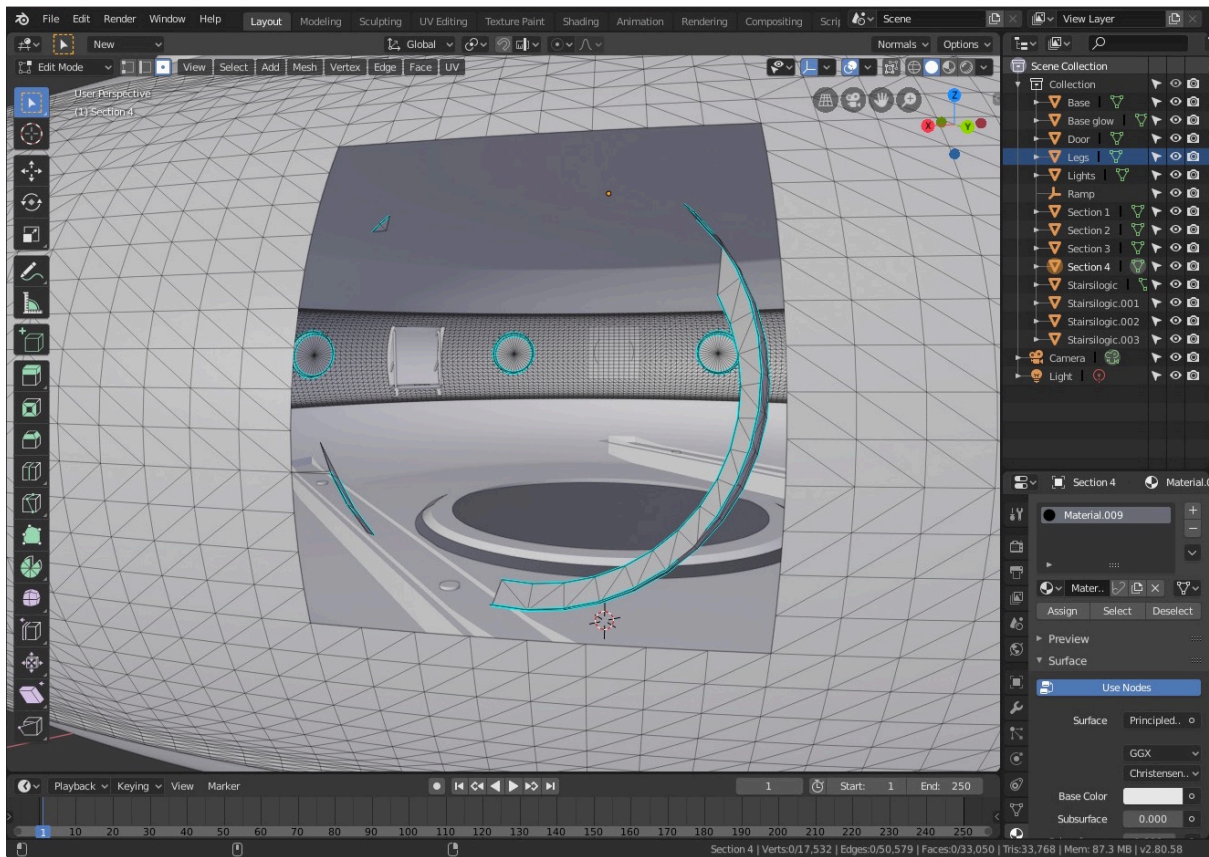 File Edit Render Window Help Layout Modeling Sculpting UV Editing Texture Paint Shading Animation Rendering Compositing Scene View Layer
New Global Normals Options
Edit Mode View Select Add Mesh Vertex Edge Face UV
User Perspective
(1) Section 4
Z
X
Y
Scene Collection
Collection
Base
Base glow
Door
Legs
Lights
Ramp
Section 1
Section 2
Section 3
Section 4
Stairsilogic
Stairsilogic.001
Stairsilogic.002
Stairsilogic.003
Camera
Light
Section 4 Material.0
Material.009
Mater..
Assign Select Deselect
Preview
Surface
Use Nodes
Surface Principled..
GGX
Christensen..
Base Color
Subsurface 0.000
Playback Keying View Marker 1 Start: 1 End: 250
1 10 20 30 40 50 60 70 80 90 100 110 120 130 140 150 160 170 180 190 200 210 220 230 240 250
Section 4 | Verts:0/17,532 | Edges:0/50,579 | Faces:0/33,050 | Tris:33,768 | Mem: 87.3 MB | v2.80.58